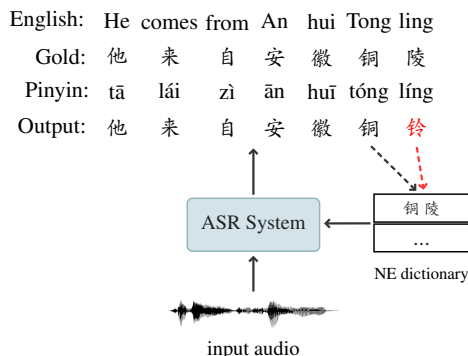 English: He comes from An hui Tong ling
Gold: 他 来 自 安 徽 铜 陵
Pinyin: tā lái zì ān huī tóng líng
Output: 他 来 自 安 徽 铜 铃
铜 陵
ASR System
...
NE dictionary
input audio